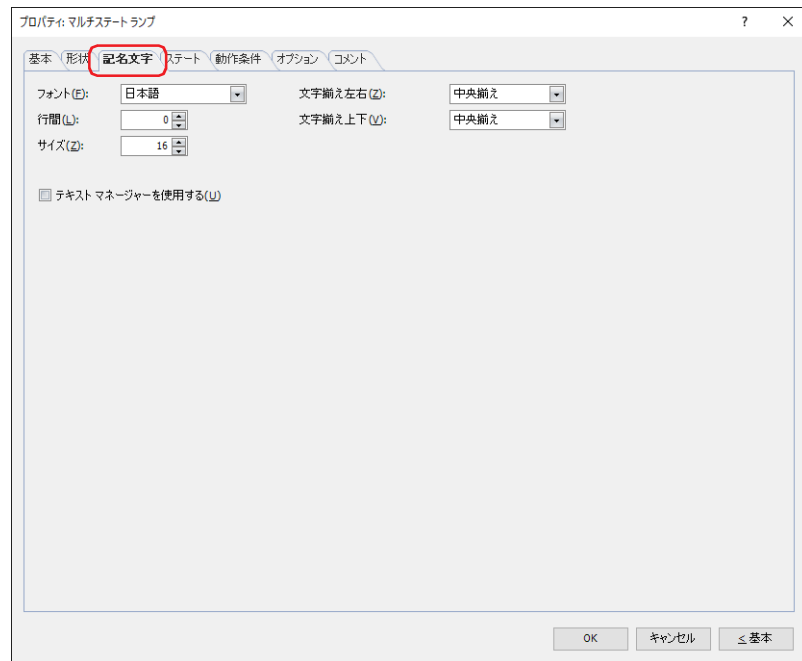 プロパティ: マルチステート ランプ ? ×
基本 形状 記名文字 ステート 動作条件 オプション コメント
フォント(F): 日本語 文字揃え左右(Z): 中央揃え
行間(L): 0 文字揃え上下(V): 中央揃え
サイズ(Z): 16
テキスト マネージャーを使用する(U)
OK キャンセル <基本